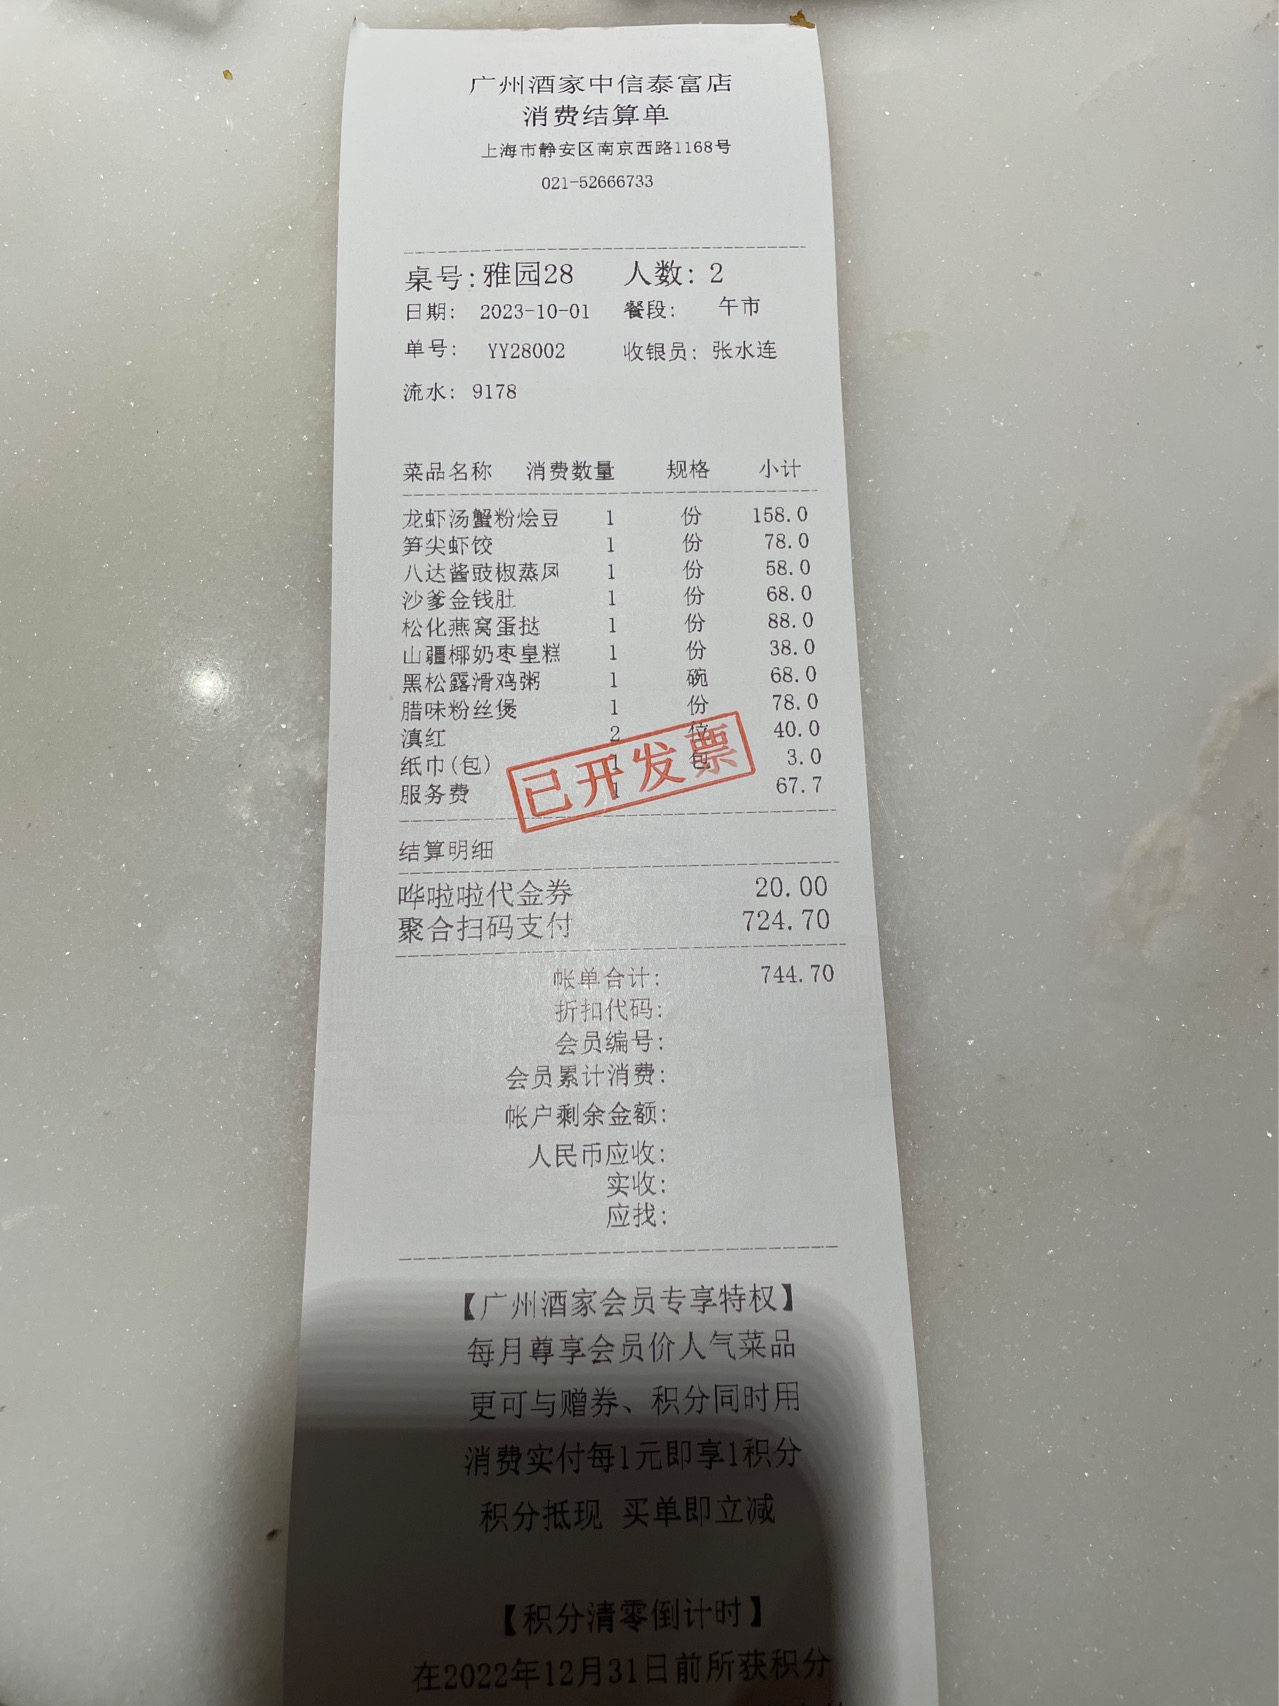 广州酒家中信泰富店
消费结算单
上海市静安区南京西路1168号
021-52666733
桌号:雅园28 人数: 2
日期: 2023-10-01 餐段: 午市
单号: YY28002 收银员: 张水连
流水: 9178
菜品名称 消费数量 规格 小计
龙虾汤蟹粉烩豆 1 份 158.0
笋尖虾饺 1 份 78.0
八达酱豉椒蒸凤 1 份 58.0
沙爹金钱肚 1 份 68.0
松化燕窝蛋挞 1 份 88.0
山疆椰奶枣皇糕 1 份 38.0
黑松露滑鸡粥 1 碗 68.0
腊味粉丝煲 1 份 78.0
滇红 2 位 40.0
纸巾(包) 1 包 3.0
服务费 1 67.7
已开发票
结算明细
哗啦啦代金券 20.00
聚合扫码支付 724.70
帐单合计: 744.70
折扣代码:
会员编号:
会员累计消费:
帐户剩余金额:
人民币应收:
实收:
应找:
【广州酒家会员专享特权】
每月尊享会员价人气菜品
更可与赠券、积分同时用
消费实付每1元即享1积分
积分抵现 买单即立减
【积分清零倒计时】
在2022年12月31日前所获积分